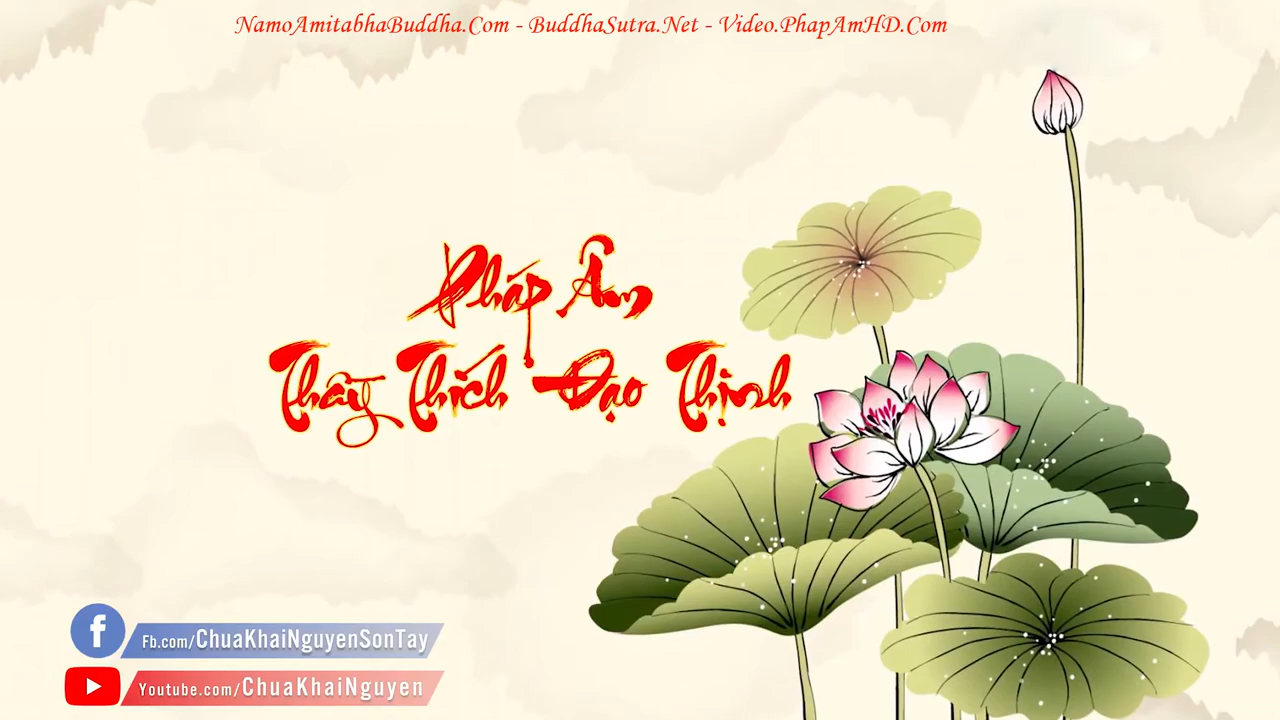 NamoAmitabhaBuddha.Com - BuddhaSutra.Net - Video.PhapAmHD.Com
Pháp Âm
Thầy Thích Đạo Thịnh
Fb.com/ChuaKhaiNguyenSonTay
Youtube.com/ChuaKhaiNguyen